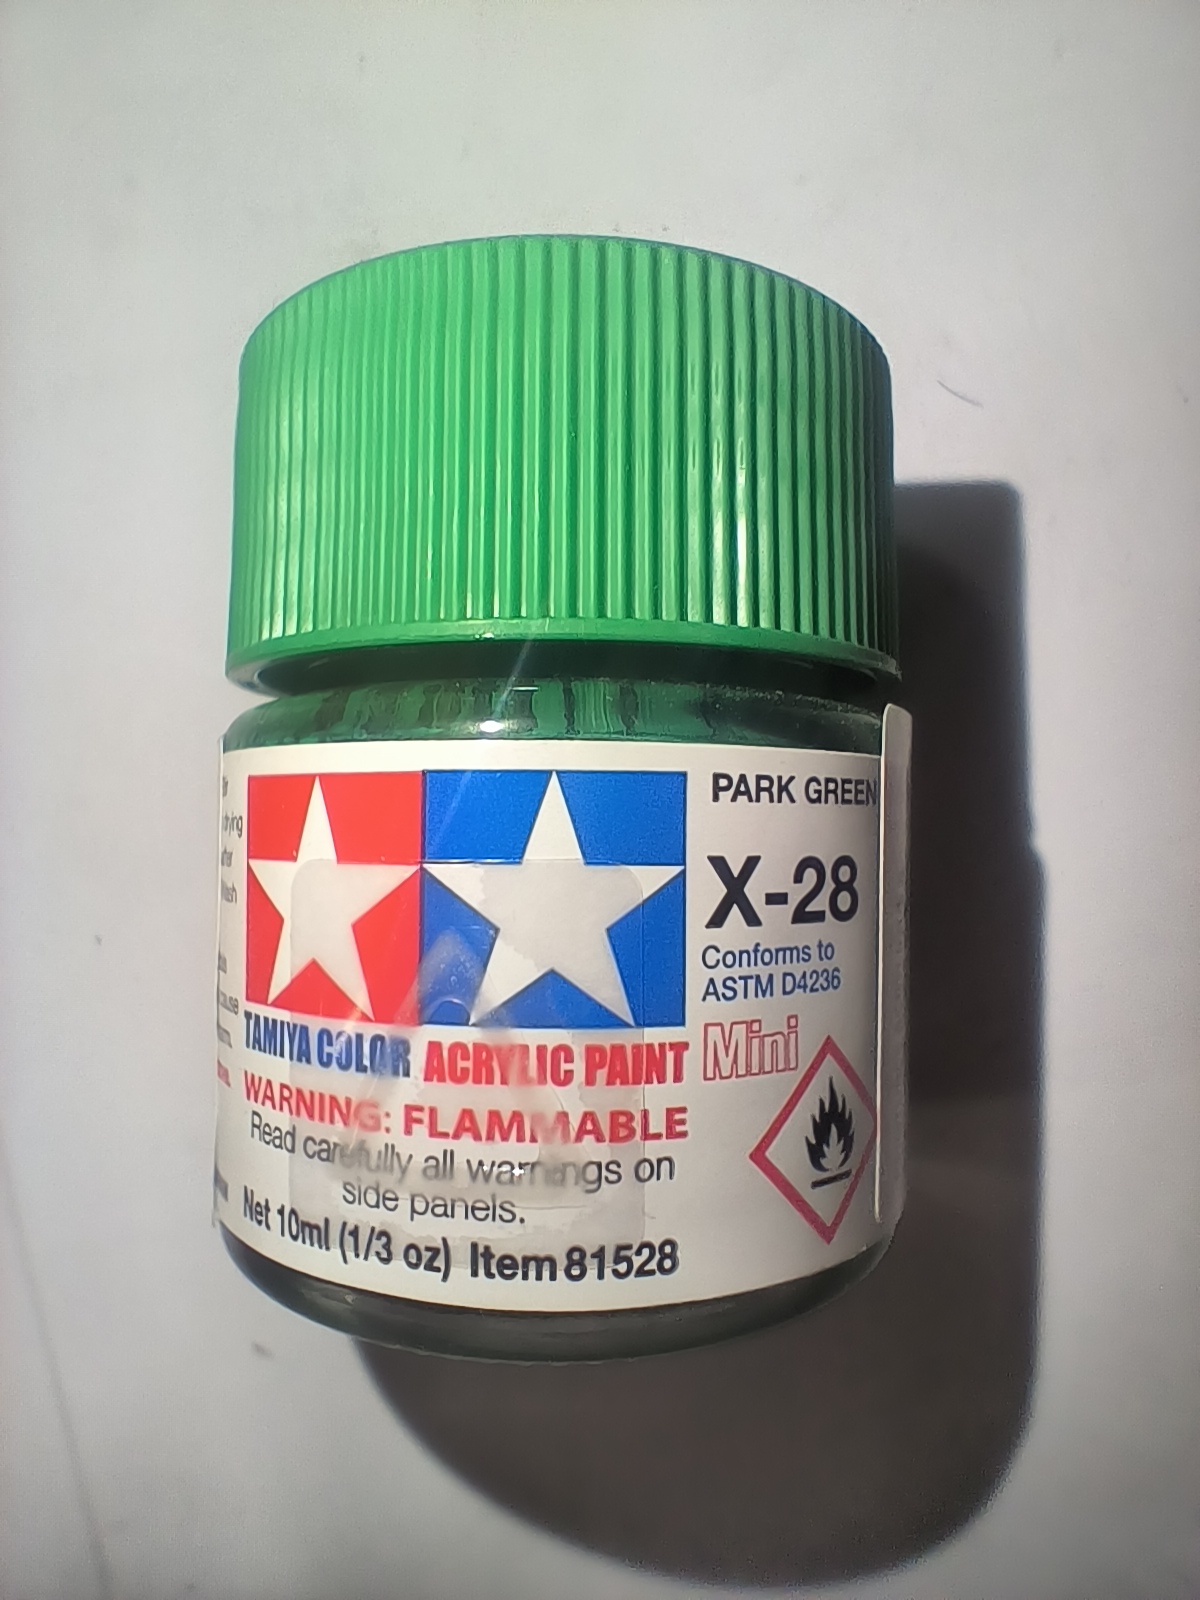 PARK GREEN
X-28
Conforms to
ASTM D4236
Mini
TAMIYA COLOR ACRYLIC PAINT
WARNING: FLAMMABLE
Read carefully all warnings on
side panels.
Net 10ml (1/3 oz) Item 81528